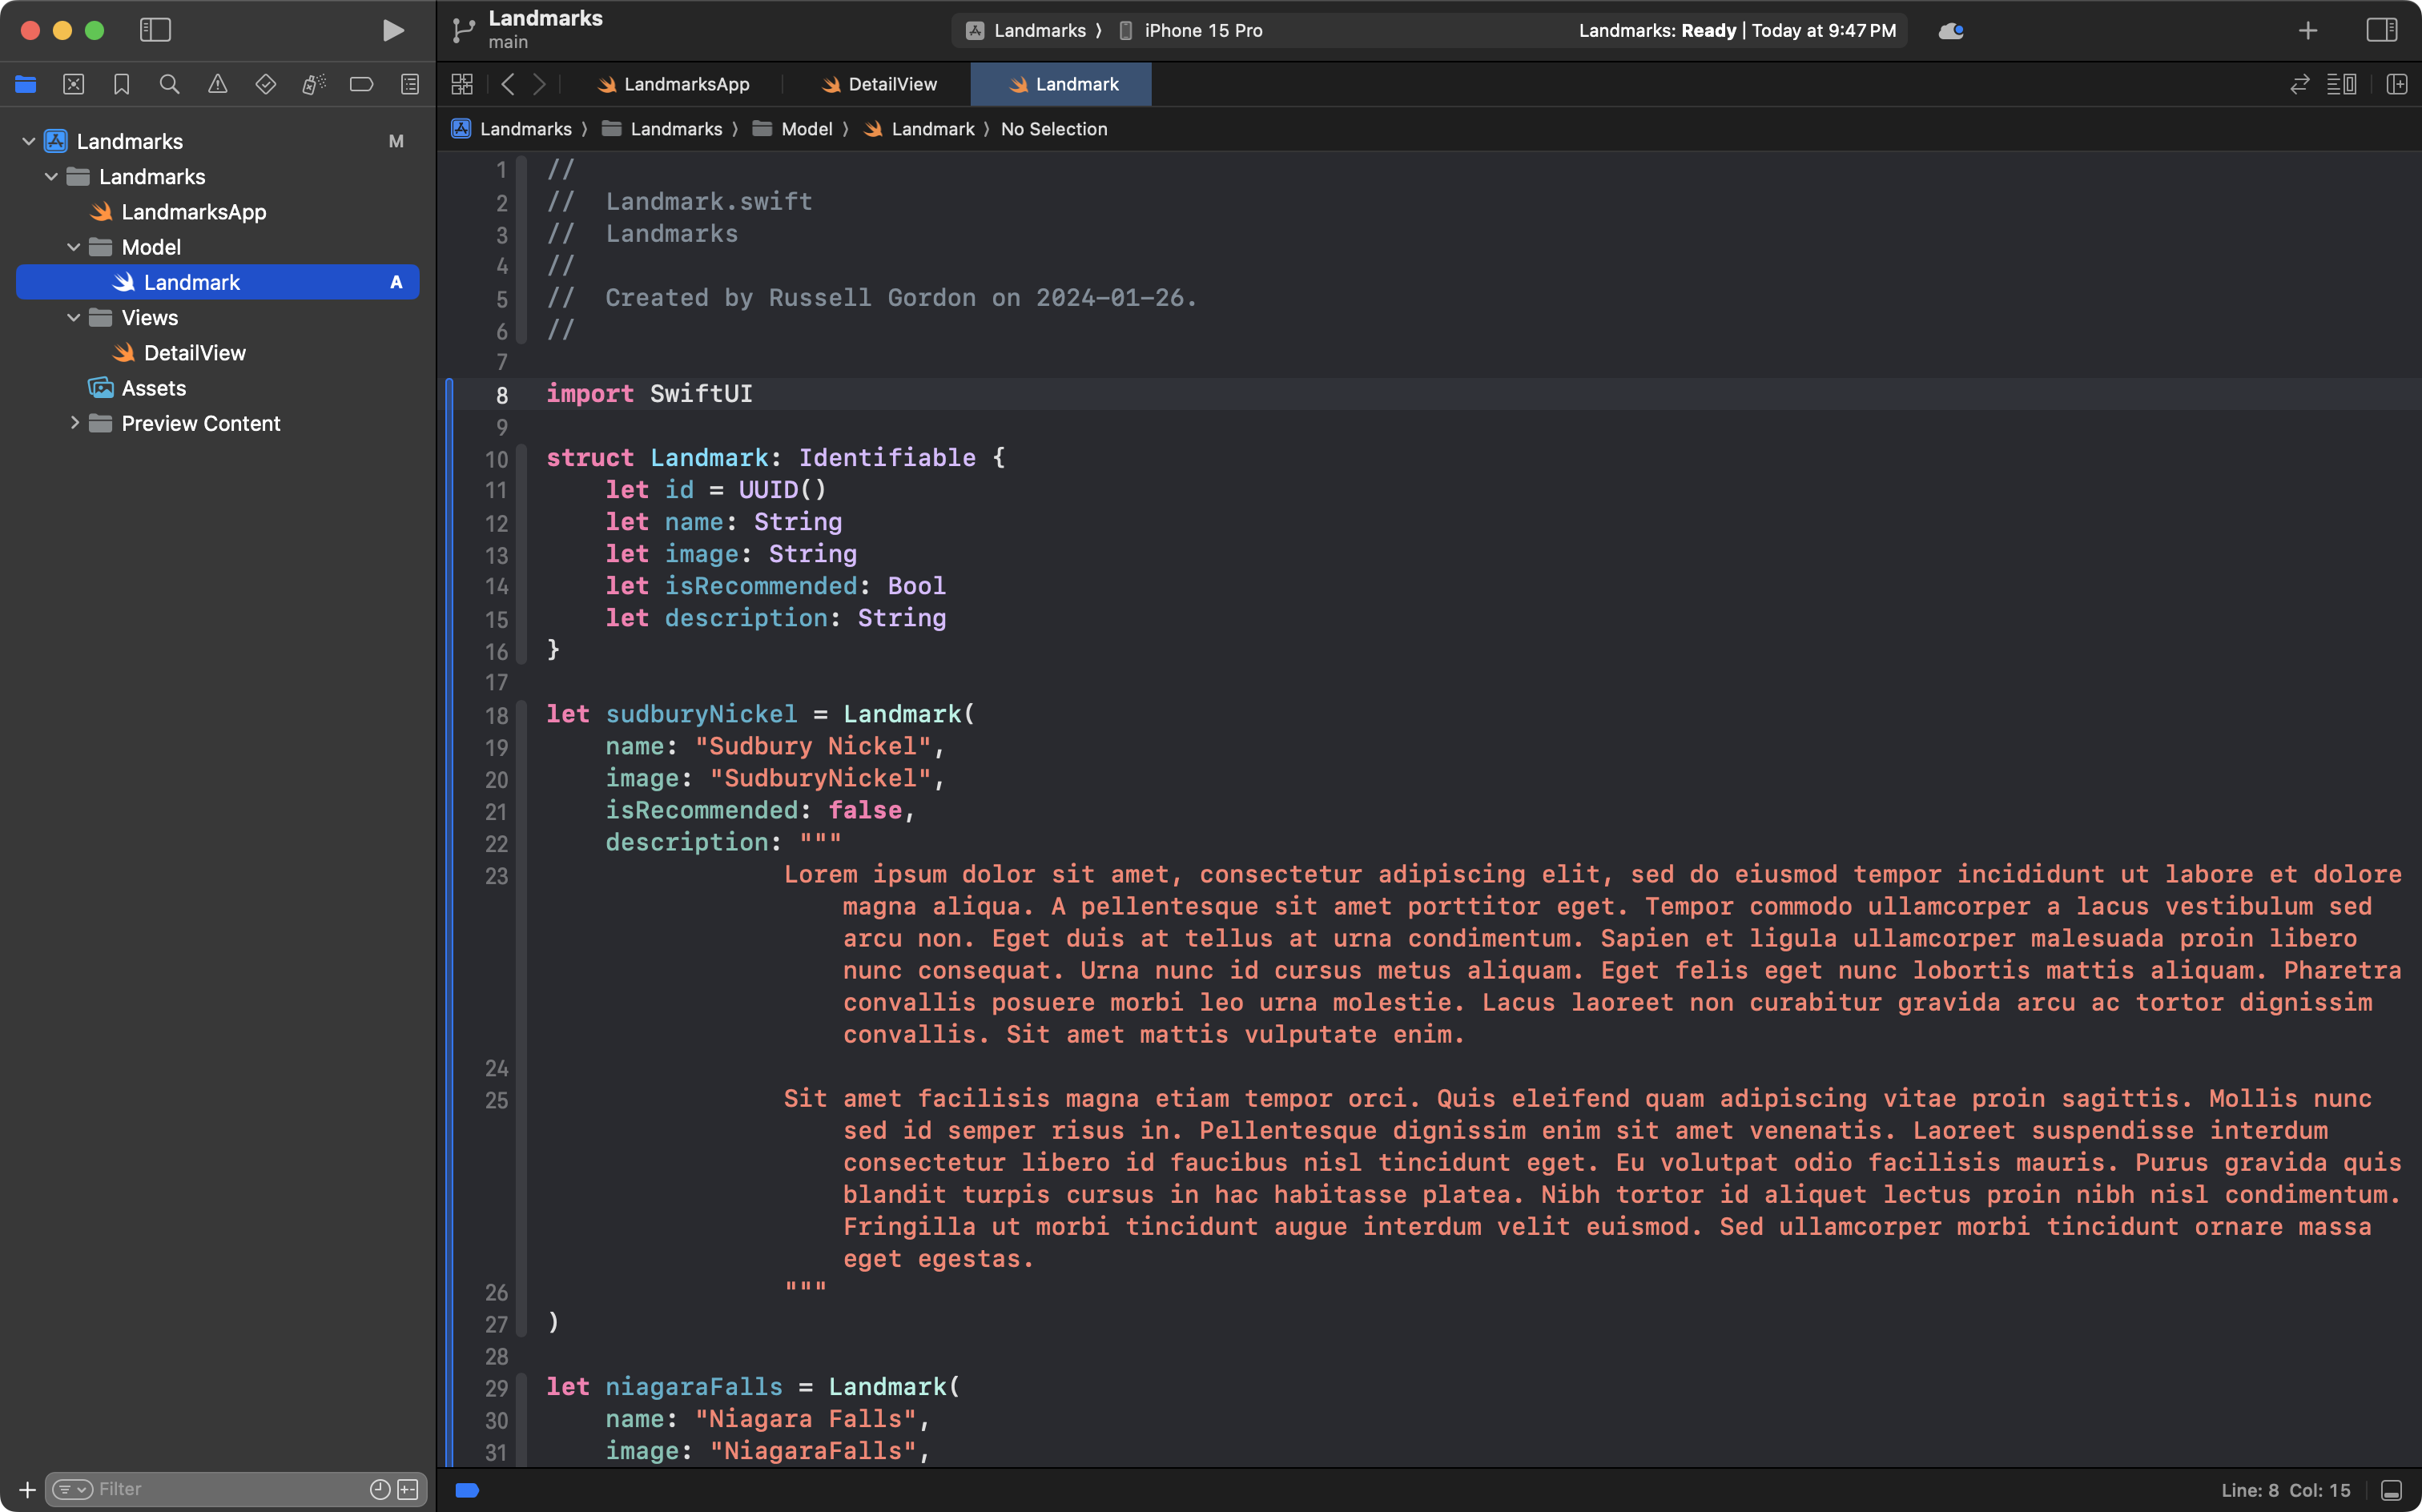 Landmarks
main
Landmarks 〉 iPhone 15 Pro
Landmarks: Ready | Today at 9:47 PM
LandmarksApp
DetailView
Landmark
Landmarks 〉 Landmarks 〉 Model 〉 Landmark 〉 No Selection
Landmarks M
Landmarks
LandmarksApp
Model
Landmark A
Views
DetailView
Assets
Preview Content
Filter
1 //
2 //  Landmark.swift
3 //  Landmarks
4 //
5 //  Created by Russell Gordon on 2024-01-26.
6 //
7
8 import SwiftUI
9
10 struct Landmark: Identifiable {
11     let id = UUID()
12     let name: String
13     let image: String
14     let isRecommended: Bool
15     let description: String
16 }
17
18 let sudburyNickel = Landmark(
19     name: "Sudbury Nickel",
20     image: "SudburyNickel",
21     isRecommended: false,
22     description: """
23 Lorem ipsum dolor sit amet, consectetur adipiscing elit, sed do eiusmod tempor incididunt ut labore et dolore
magna aliqua. A pellentesque sit amet porttitor eget. Tempor commodo ullamcorper a lacus vestibulum sed
arcu non. Eget duis at tellus at urna condimentum. Sapien et ligula ullamcorper malesuada proin libero
nunc consequat. Urna nunc id cursus metus aliquam. Eget felis eget nunc lobortis mattis aliquam. Pharetra
convallis posuere morbi leo urna molestie. Lacus laoreet non curabitur gravida arcu ac tortor dignissim
convallis. Sit amet mattis vulputate enim.
24
25 Sit amet facilisis magna etiam tempor orci. Quis eleifend quam adipiscing vitae proin sagittis. Mollis nunc
sed id semper risus in. Pellentesque dignissim enim sit amet venenatis. Laoreet suspendisse interdum
consectetur libero id faucibus nisl tincidunt eget. Eu volutpat odio facilisis mauris. Purus gravida quis
blandit turpis cursus in hac habitasse platea. Nibh tortor id aliquet lectus proin nibh nisl condimentum.
Fringilla ut morbi tincidunt augue interdum velit euismod. Sed ullamcorper morbi tincidunt ornare massa
eget egestas.
26 """
27 )
28
29 let niagaraFalls = Landmark(
30     name: "Niagara Falls",
31     image: "NiagaraFalls",
Line: 8 Col: 15